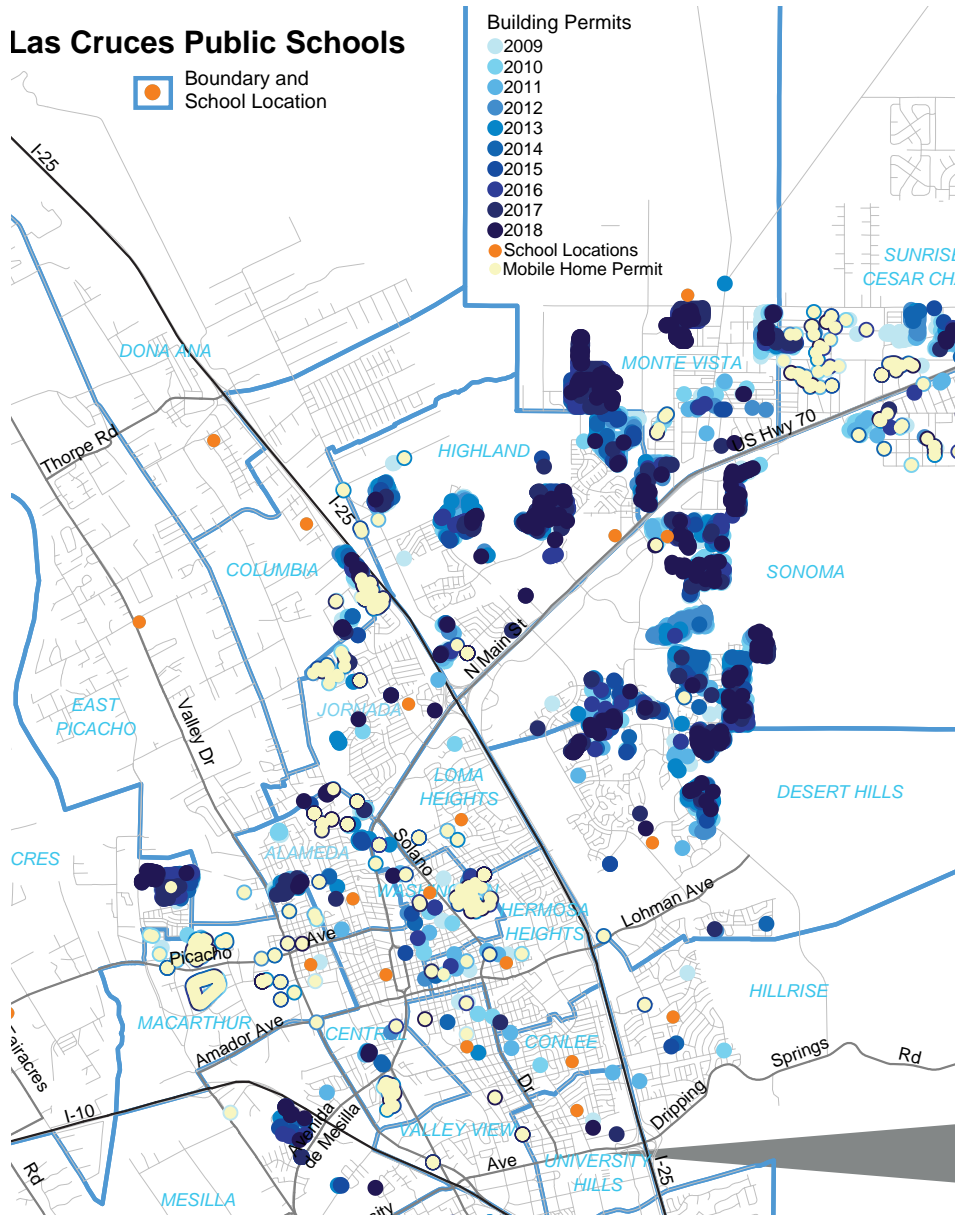 Las Cruces Public Schools
Boundary and
School Location
Building Permits
2009
2010
2011
2012
2013
2014
2015
2016
2017
2018
School Locations
Mobile Home Permit
I-25
SUNRISE
CESAR CHA
DONA ANA
MONTE VISTA
US Hwy 70
Thorpe Rd
HIGHLAND
I-25
COLUMBIA
SONOMA
N Main St
EAST
PICACHO
Valley Dr
JORNADA
LOMA
HEIGHTS
DESERT HILLS
Solano
ALAMEDA
CRES
WASHINGTON
HERMOSA
HEIGHTS
Lohman Ave
Picacho
Ave
HILLRISE
MACARTHUR
Amador Ave
CENTRAL
CONLEE
Springs
Rd
Fairacres
Dr
Dripping
I-10
Avenida
de Mesilla
VALLEY VIEW
Rd
Ave
UNIVERSITY
HILLS
I-25
MESILLA
sity